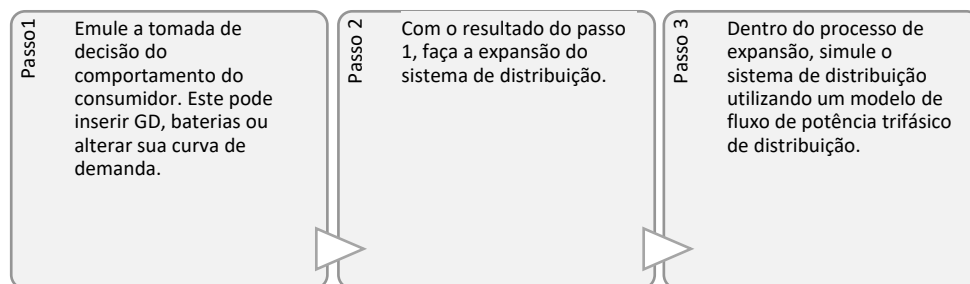 Passo1
Emule a tomada de
decisão do
comportamento do
consumidor. Este pode
inserir GD, baterias ou
alterar sua curva de
demanda.
Passo 2
Com o resultado do passo
1, faça a expansão do
sistema de distribuição.
Passo 3
Dentro do processo de
expansão, simule o
sistema de distribuição
utilizando um modelo de
fluxo de potência trifásico
de distribuição.